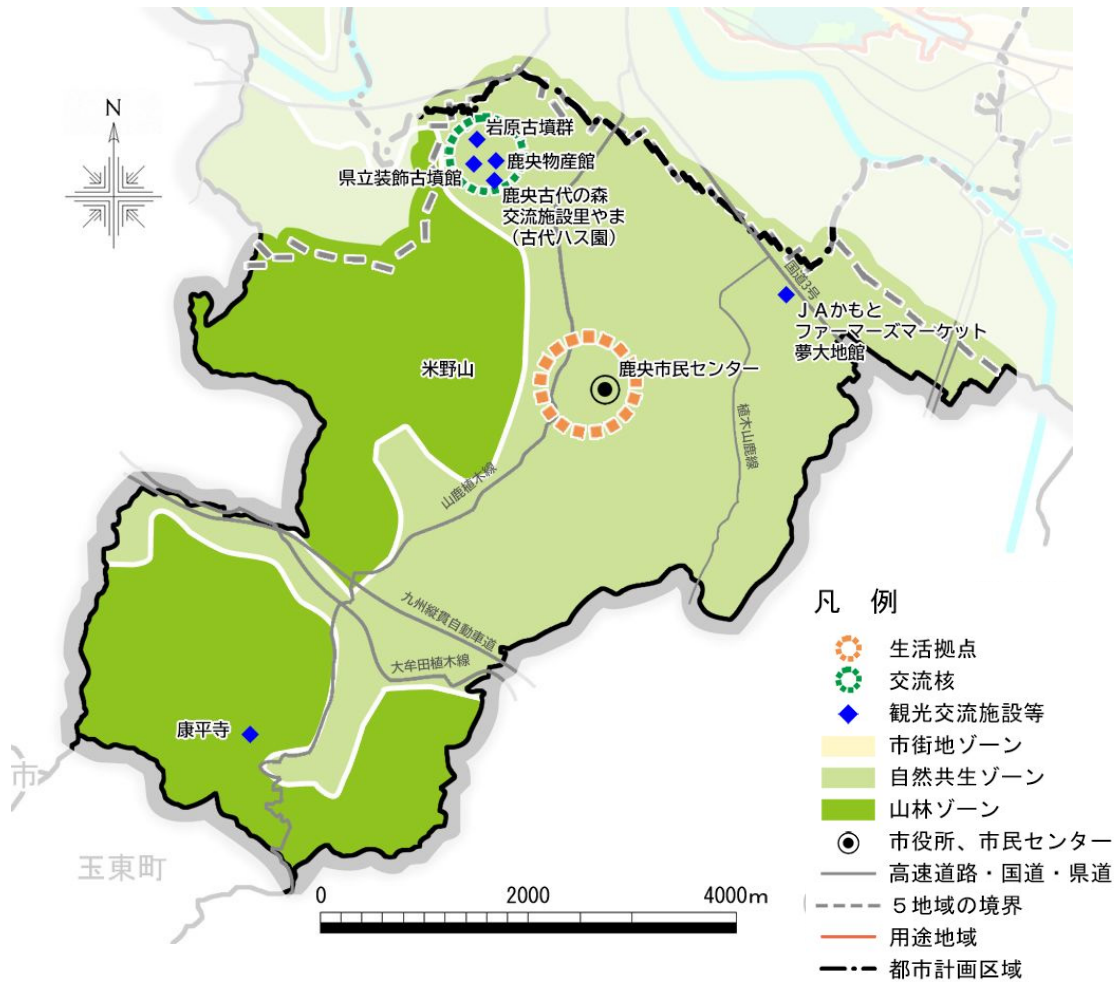 N
岩原古墳群
鹿央物産館
県立装飾古墳館
鹿央古代の森
交流施設里やま
（古代ハス園）
国道3号
ＪＡかもと
ファーマーズマーケット
夢大地館
米野山
鹿央市民センター
植木山鹿線
山鹿植木線
九州縦貫自動車道
大牟田植木線
康平寺
市
玉東町
0 2000 4000m
凡 例
生活拠点
交流核
観光交流施設等
市街地ゾーン
自然共生ゾーン
山林ゾーン
市役所、市民センター
高速道路・国道・県道
５地域の境界
用途地域
都市計画区域